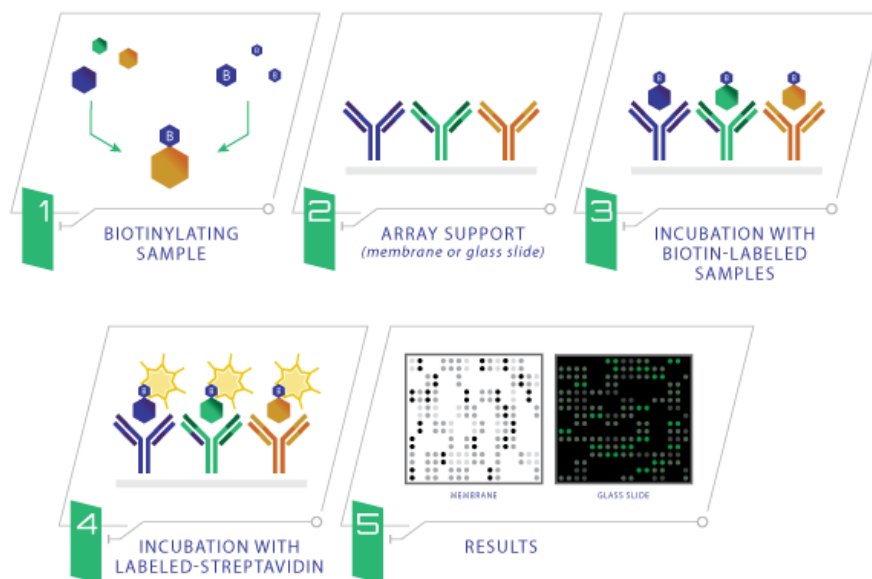 B
B
B
B
1
BIOTINYLATING
SAMPLE
2
ARRAY SUPPORT
(membrane or glass slide)
B
B
B
3
INCUBATION WITH
BIOTIN-LABELED
SAMPLES
B
B
B
4
INCUBATION WITH
LABELED-STREPTAVIDIN
MEMBRANE
GLASS SLIDE
5
RESULTS